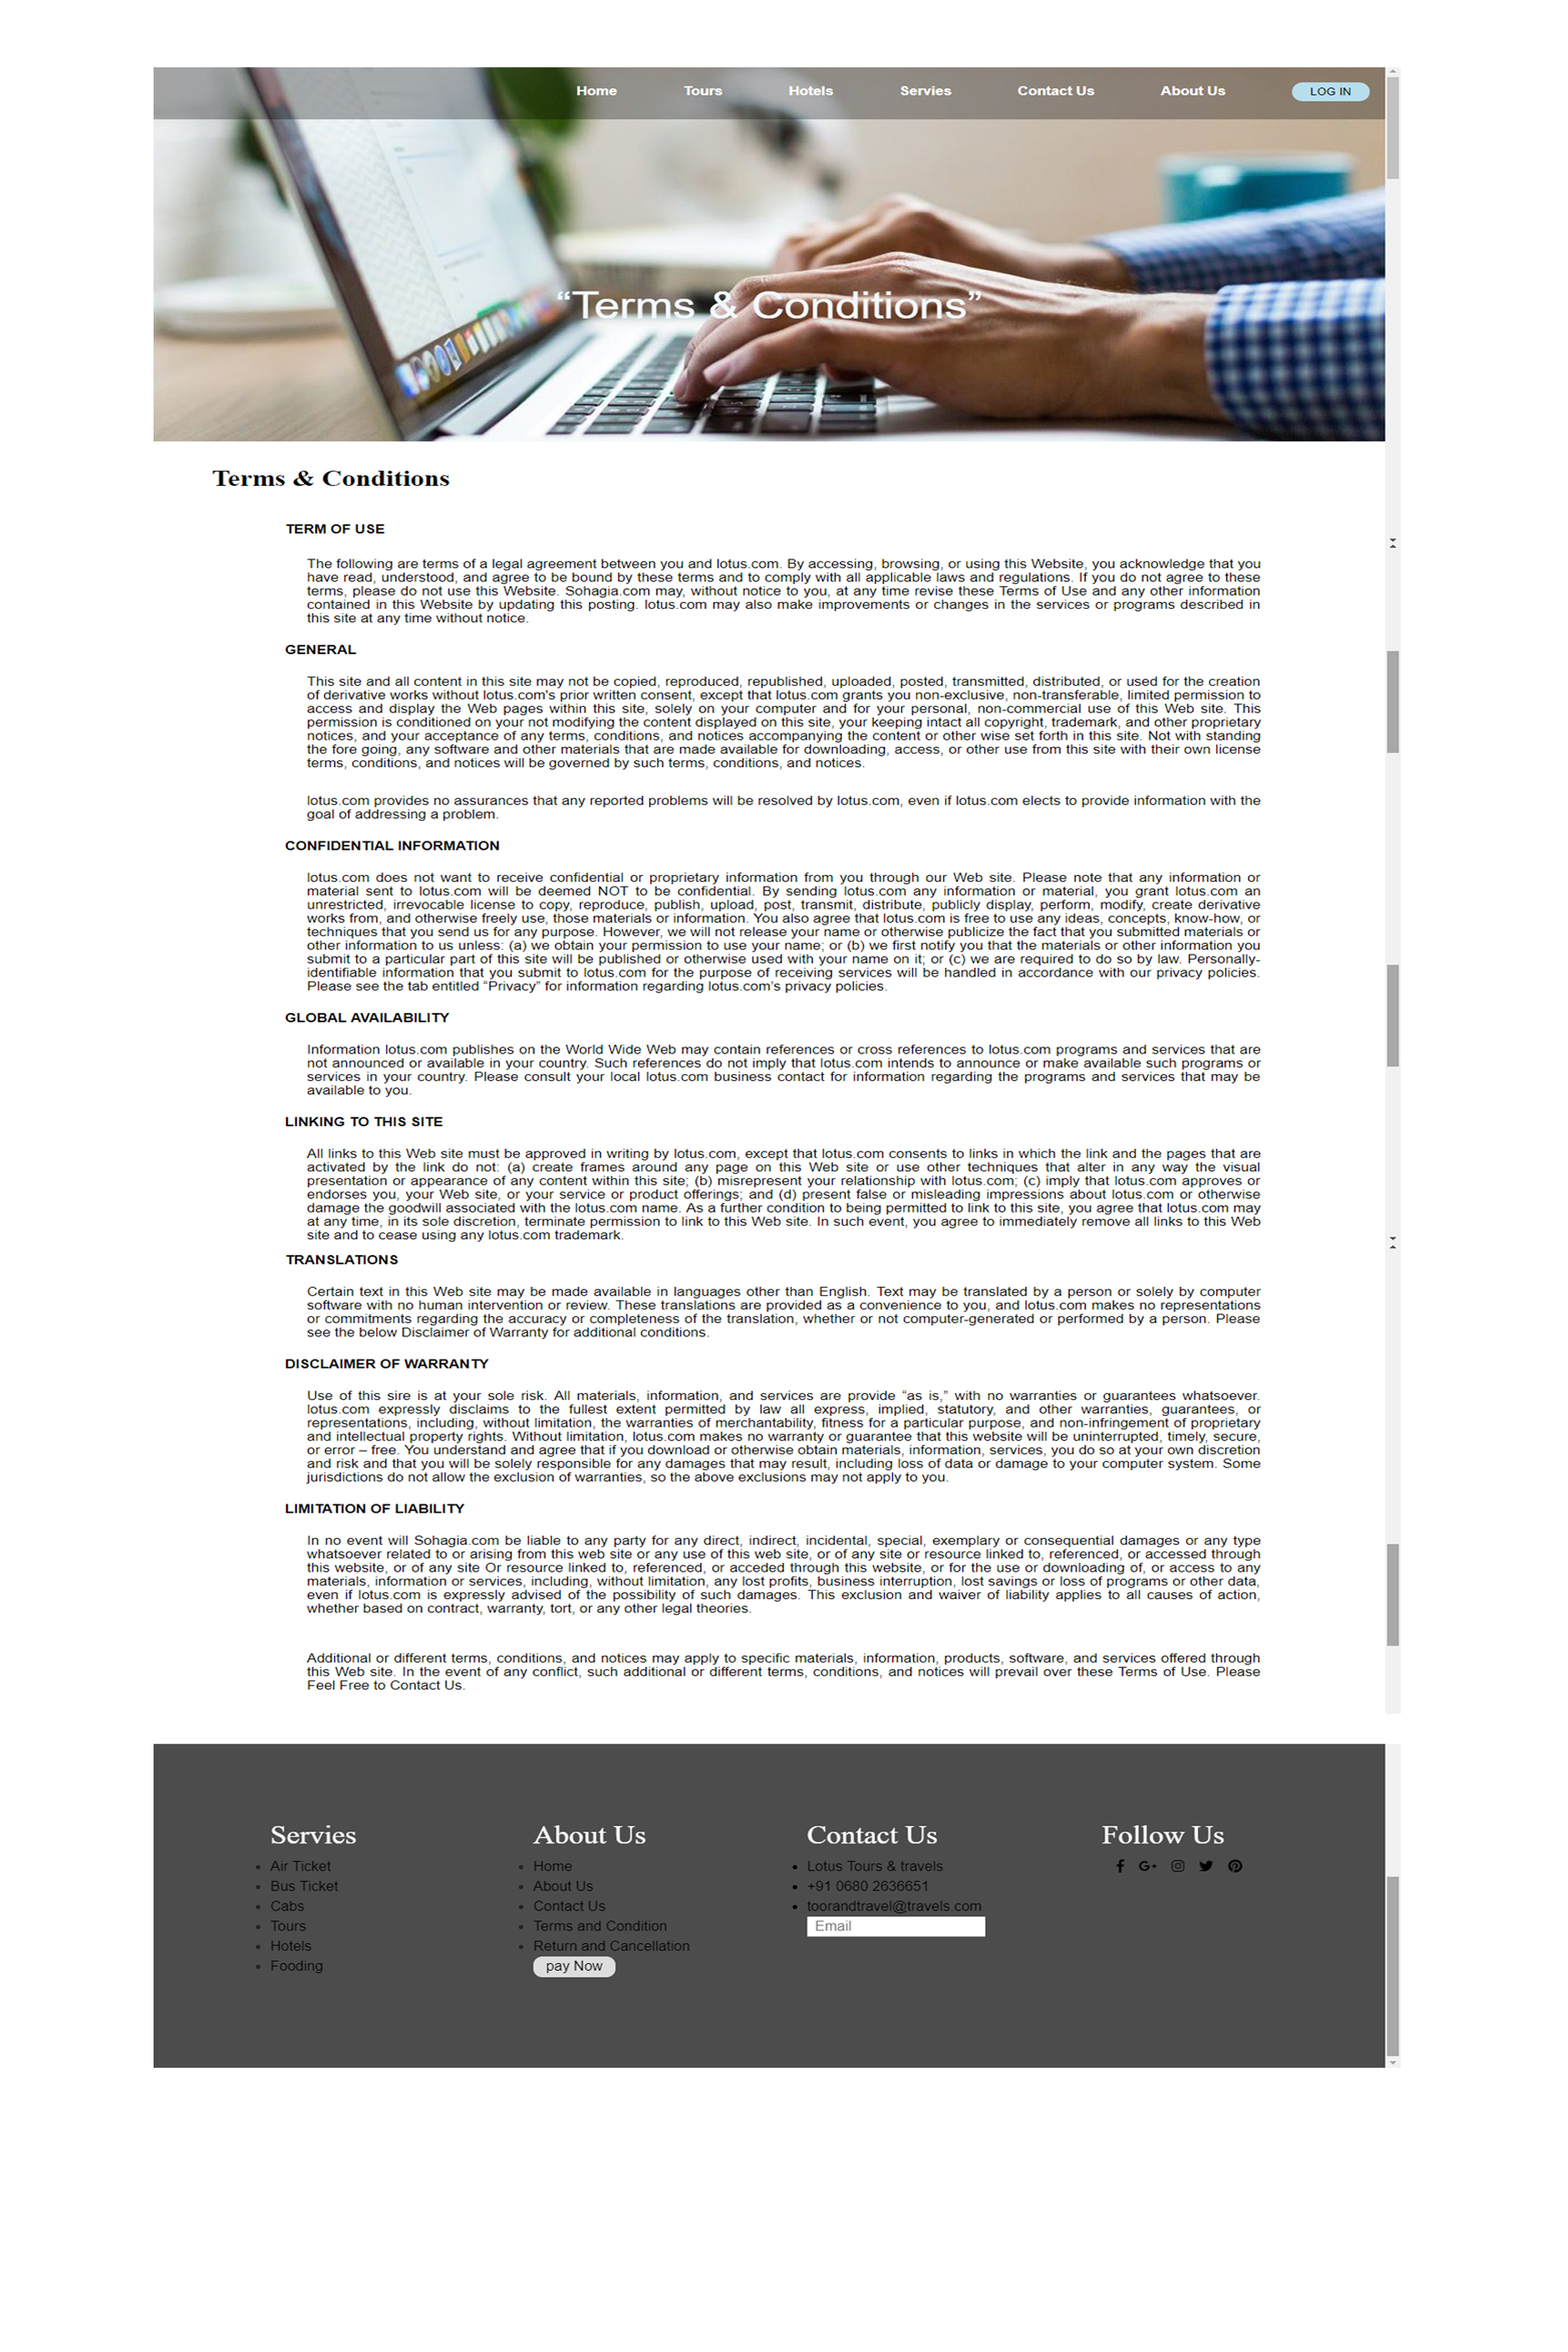 Home Tours Hotels Servies Contact Us About Us LOG IN
“Terms & Conditions”
Terms & Conditions
TERM OF USE
The following are terms of a legal agreement between you and lotus.com. By accessing, browsing, or using this Website, you acknowledge that you
have read, understood, and agree to be bound by these terms and to comply with all applicable laws and regulations. If you do not agree to these
terms, please do not use this Website. Sohagia.com may, without notice to you, at any time revise these Terms of Use and any other information
contained in this Website by updating this posting. lotus.com may also make improvements or changes in the services or programs described in
this site at any time without notice.
GENERAL
This site and all content in this site may not be copied, reproduced, republished, uploaded, posted, transmitted, distributed, or used for the creation
of derivative works without lotus.com's prior written consent, except that lotus.com grants you non-exclusive, non-transferable, limited permission to
access and display the Web pages within this site, solely on your computer and for your personal, non-commercial use of this Web site. This
permission is conditioned on your not modifying the content displayed on this site, your keeping intact all copyright, trademark, and other proprietary
notices, and your acceptance of any terms, conditions, and notices accompanying the content or other wise set forth in this site. Not with standing
the fore going, any software and other materials that are made available for downloading, access, or other use from this site with their own license
terms, conditions, and notices will be governed by such terms, conditions, and notices.
lotus.com provides no assurances that any reported problems will be resolved by lotus.com, even if lotus.com elects to provide information with the
goal of addressing a problem.
CONFIDENTIAL INFORMATION
lotus.com does not want to receive confidential or proprietary information from you through our Web site. Please note that any information or
material sent to lotus.com will be deemed NOT to be confidential. By sending lotus.com any information or material, you grant lotus.com an
unrestricted, irrevocable license to copy, reproduce, publish, upload, post, transmit, distribute, publicly display, perform, modify, create derivative
works from, and otherwise freely use, those materials or information. You also agree that lotus.com is free to use any ideas, concepts, know-how, or
techniques that you send us for any purpose. However, we will not release your name or otherwise publicize the fact that you submitted materials or
other information to us unless: (a) we obtain your permission to use your name; or (b) we first notify you that the materials or other information you
submit to a particular part of this site will be published or otherwise used with your name on it; or (c) we are required to do so by law. Personally-
identifiable information that you submit to lotus.com for the purpose of receiving services will be handled in accordance with our privacy policies.
Please see the tab entitled “Privacy” for information regarding lotus.com’s privacy policies.
GLOBAL AVAILABILITY
Information lotus.com publishes on the World Wide Web may contain references or cross references to lotus.com programs and services that are
not announced or available in your country. Such references do not imply that lotus.com intends to announce or make available such programs or
services in your country. Please consult your local lotus.com business contact for information regarding the programs and services that may be
available to you.
LINKING TO THIS SITE
All links to this Web site must be approved in writing by lotus.com, except that lotus.com consents to links in which the link and the pages that are
activated by the link do not: (a) create frames around any page on this Web site or use other techniques that alter in any way the visual
presentation or appearance of any content within this site; (b) misrepresent your relationship with lotus.com; (c) imply that lotus.com approves or
endorses you, your Web site, or your service or product offerings; and (d) present false or misleading impressions about lotus.com or otherwise
damage the goodwill associated with the lotus.com name. As a further condition to being permitted to link to this site, you agree that lotus.com may
at any time, in its sole discretion, terminate permission to link to this Web site. In such event, you agree to immediately remove all links to this Web
site and to cease using any lotus.com trademark.
TRANSLATIONS
Certain text in this Web site may be made available in languages other than English. Text may be translated by a person or solely by computer
software with no human intervention or review. These translations are provided as a convenience to you, and lotus.com makes no representations
or commitments regarding the accuracy or completeness of the translation, whether or not computer-generated or performed by a person. Please
see the below Disclaimer of Warranty for additional conditions.
DISCLAIMER OF WARRANTY
Use of this sire is at your sole risk. All materials, information, and services are provide “as is,” with no warranties or guarantees whatsoever.
lotus.com expressly disclaims to the fullest extent permitted by law all express, implied, statutory, and other warranties, guarantees, or
representations, including, without limitation, the warranties of merchantability, fitness for a particular purpose, and non-infringement of proprietary
and intellectual property rights. Without limitation, lotus.com makes no warranty or guarantee that this website will be uninterrupted, timely, secure,
or error – free. You understand and agree that if you download or otherwise obtain materials, information, services, you do so at your own discretion
and risk and that you will be solely responsible for any damages that may result, including loss of data or damage to your computer system. Some
jurisdictions do not allow the exclusion of warranties, so the above exclusions may not apply to you.
LIMITATION OF LIABILITY
In no event will Sohagia.com be liable to any party for any direct, indirect, incidental, special, exemplary or consequential damages or any type
whatsoever related to or arising from this web site or any use of this web site, or of any site or resource linked to, referenced, or accessed through
this website, or of any site Or resource linked to, referenced, or acceded through this website, or for the use or downloading of, or access to any
materials, information or services, including, without limitation, any lost profits, business interruption, lost savings or loss of programs or other data,
even if lotus.com is expressly advised of the possibility of such damages. This exclusion and waiver of liability applies to all causes of action,
whether based on contract, warranty, tort, or any other legal theories.
Additional or different terms, conditions, and notices may apply to specific materials, information, products, software, and services offered through
this Web site. In the event of any conflict, such additional or different terms, conditions, and notices will prevail over these Terms of Use. Please
Feel Free to Contact Us.
Servies
Air Ticket
Bus Ticket
Cabs
Tours
Hotels
Fooding
About Us
Home
About Us
Contact Us
Terms and Condition
Return and Cancellation
pay Now
Contact Us
Lotus Tours & travels
+91 0680 2636651
toorandtravel@travels.com
Email
Follow Us